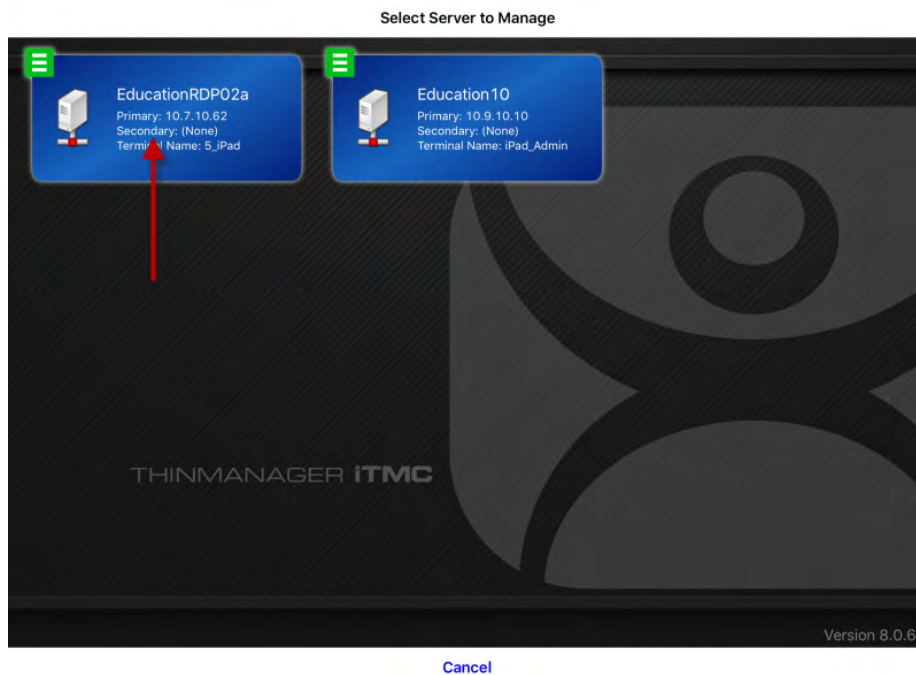 Select Server to Manage
EducationRDP02a
Primary: 10.7.10.62
Secondary: (None)
Terminal Name: 5_iPad
Education10
Primary: 10.9.10.10
Secondary: (None)
Terminal Name: iPad_Admin
THINMANAGER iTMC
Version 8.0.6
Cancel